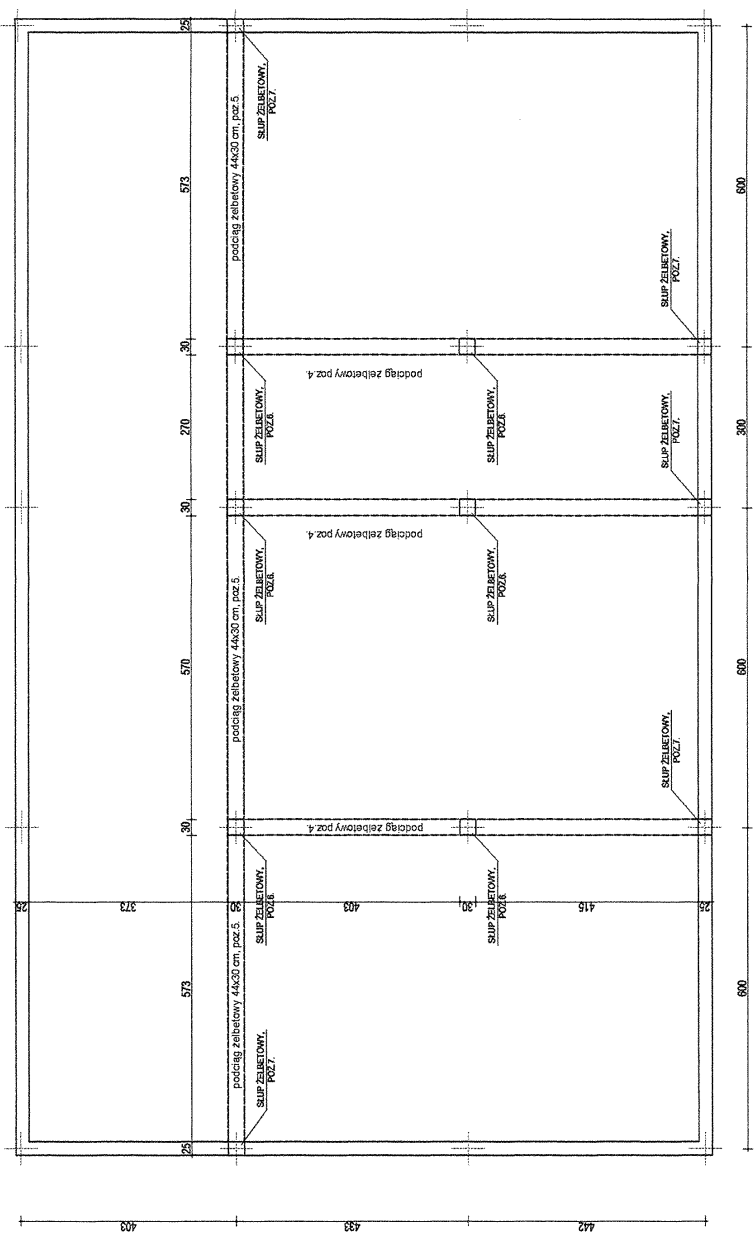 25
573
podciąg żelbetowy 44x30 cm, poz.5.
SŁUP ŻELBETOWY,
POZ.7.
600
30
SŁUP ŻELBETOWY,
POZ.7.
podciąg żelbetowy poz.4.
270
SŁUP ŻELBETOWY,
POZ.6.
SŁUP ŻELBETOWY,
POZ.6.
SŁUP ŻELBETOWY,
POZ.7.
300
30
podciąg żelbetowy poz.4.
SŁUP ŻELBETOWY,
POZ.6.
SŁUP ŻELBETOWY,
POZ.6.
570
podciąg żelbetowy 44x30 cm, poz.5.
600
SŁUP ŻELBETOWY,
POZ.7.
30
podciąg żelbetowy poz.4.
25
373
30
403
30
415
25
SŁUP ŻELBETOWY,
POZ.6.
SŁUP ŻELBETOWY,
POZ.6.
573
podciąg żelbetowy 44x30 cm, poz.5.
600
SŁUP ŻELBETOWY,
POZ.7.
25
403
433
442